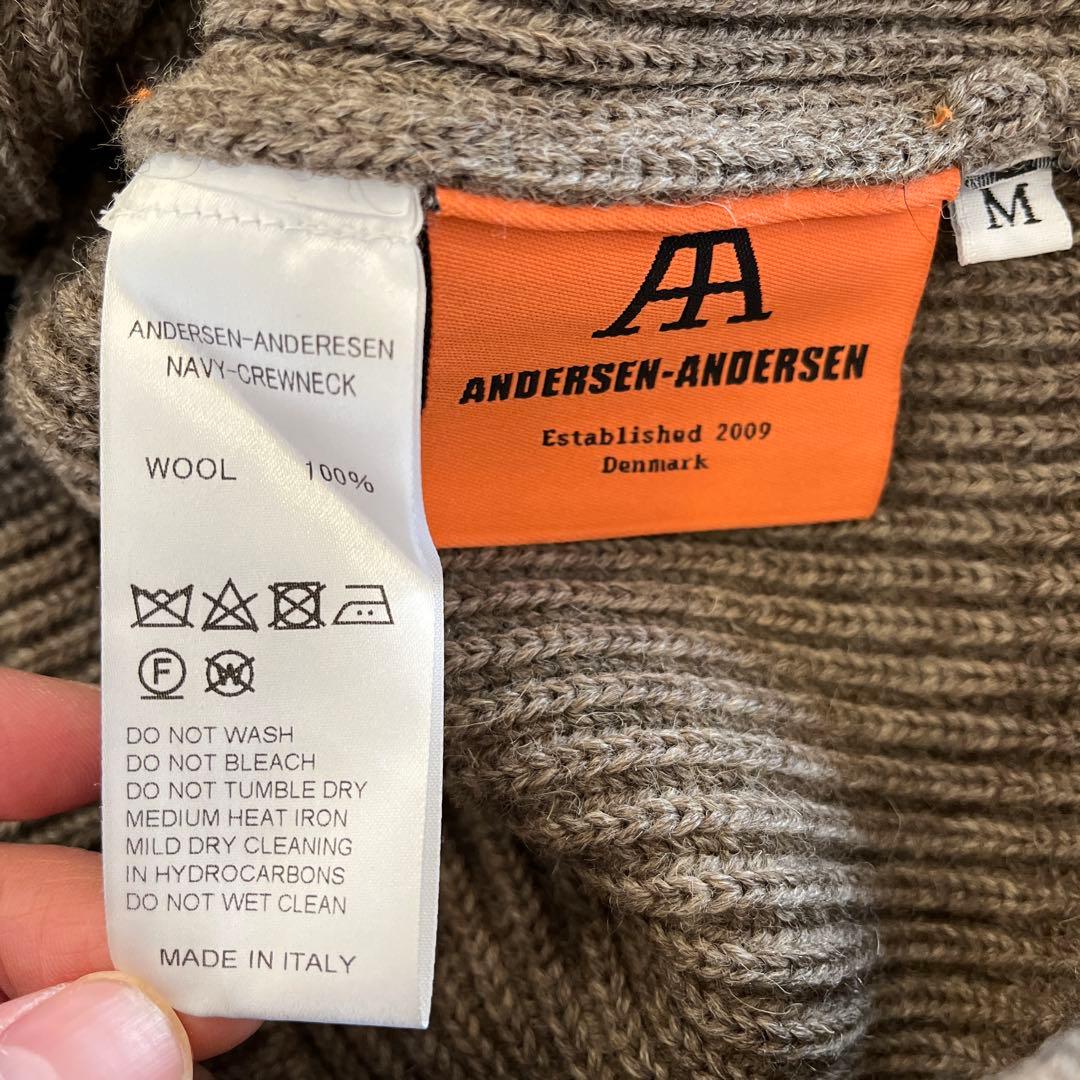 ANDERSEN-ANDERESEN
NAVY-CREWNECK
WOOL 100%
F
W
DO NOT WASH
DO NOT BLEACH
DO NOT TUMBLE DRY
MEDIUM HEAT IRON
MILD DRY CLEANING
IN HYDROCARBONS
DO NOT WET CLEAN
MADE IN ITALY
AA
ANDERSEN-ANDERSEN
Established 2009
Denmark
M